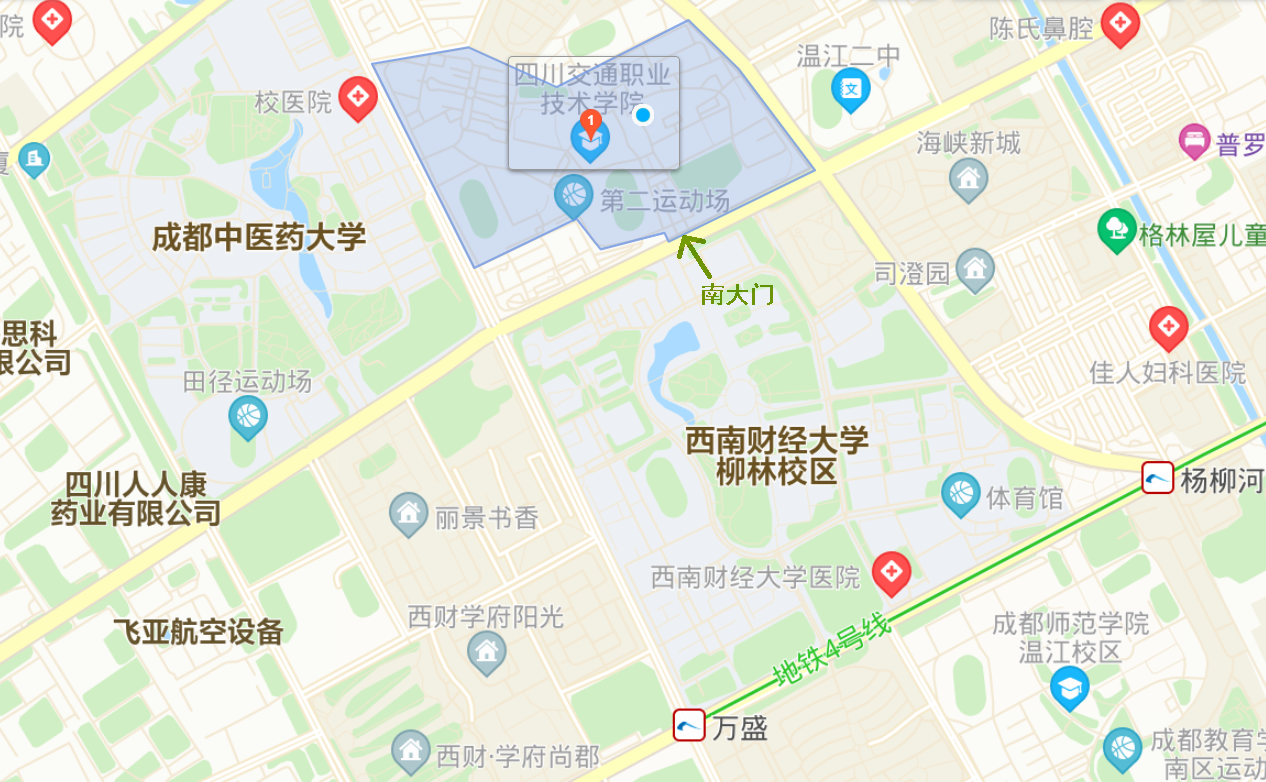 院
陈氏鼻腔
温江二中
四川交通职业
技术学院
1
校医院
文
海峡新城
普罗
厦
第二运动场
成都中医药大学
格林屋儿童
司澄园
南大门
思科
限公司
佳人妇科医院
田径运动场
西南财经大学
柳林校区
四川人人康
药业有限公司
杨柳河
体育馆
丽景书香
西南财经大学医院
西财学府阳光
飞亚航空设备
地铁4号线
成都师范学院
温江校区
万盛
西财·学府尚郡
成都教育学
南区运动